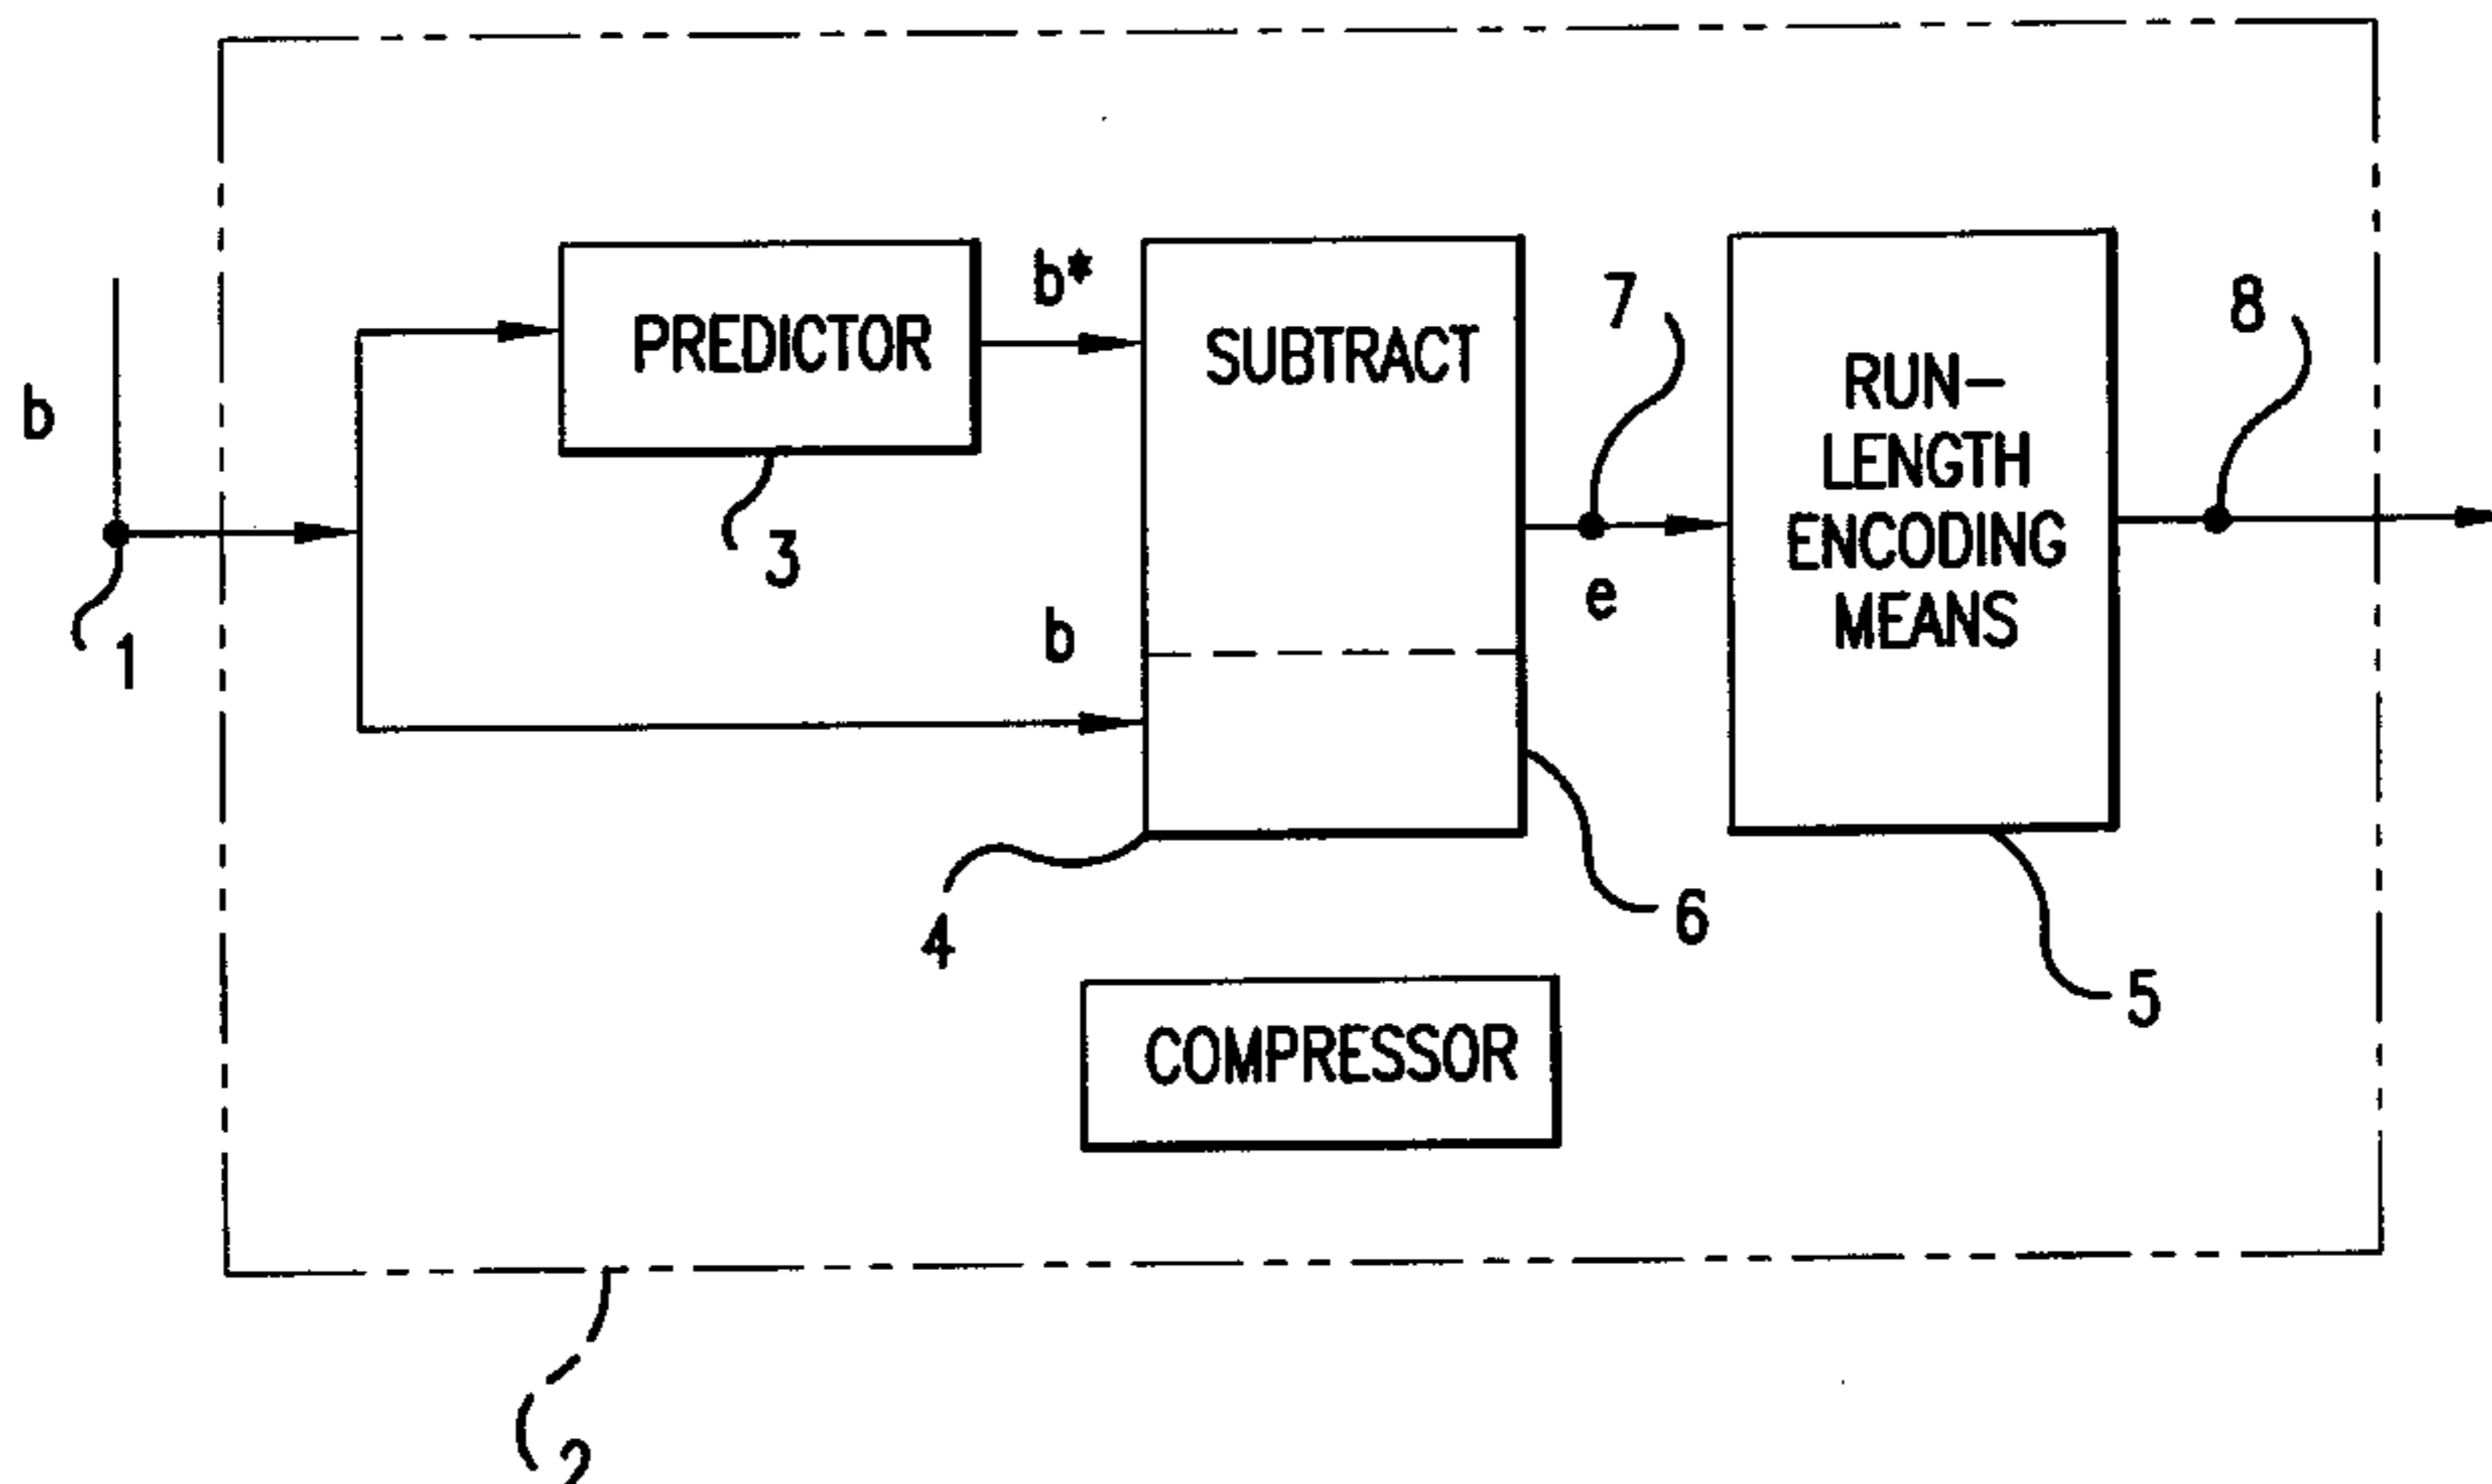 b
1
PREDICTOR
3
b*
b
SUBTRACT
4
6
7
e
RUN-
LENGTH
ENCODING
MEANS
5
8
COMPRESSOR
2